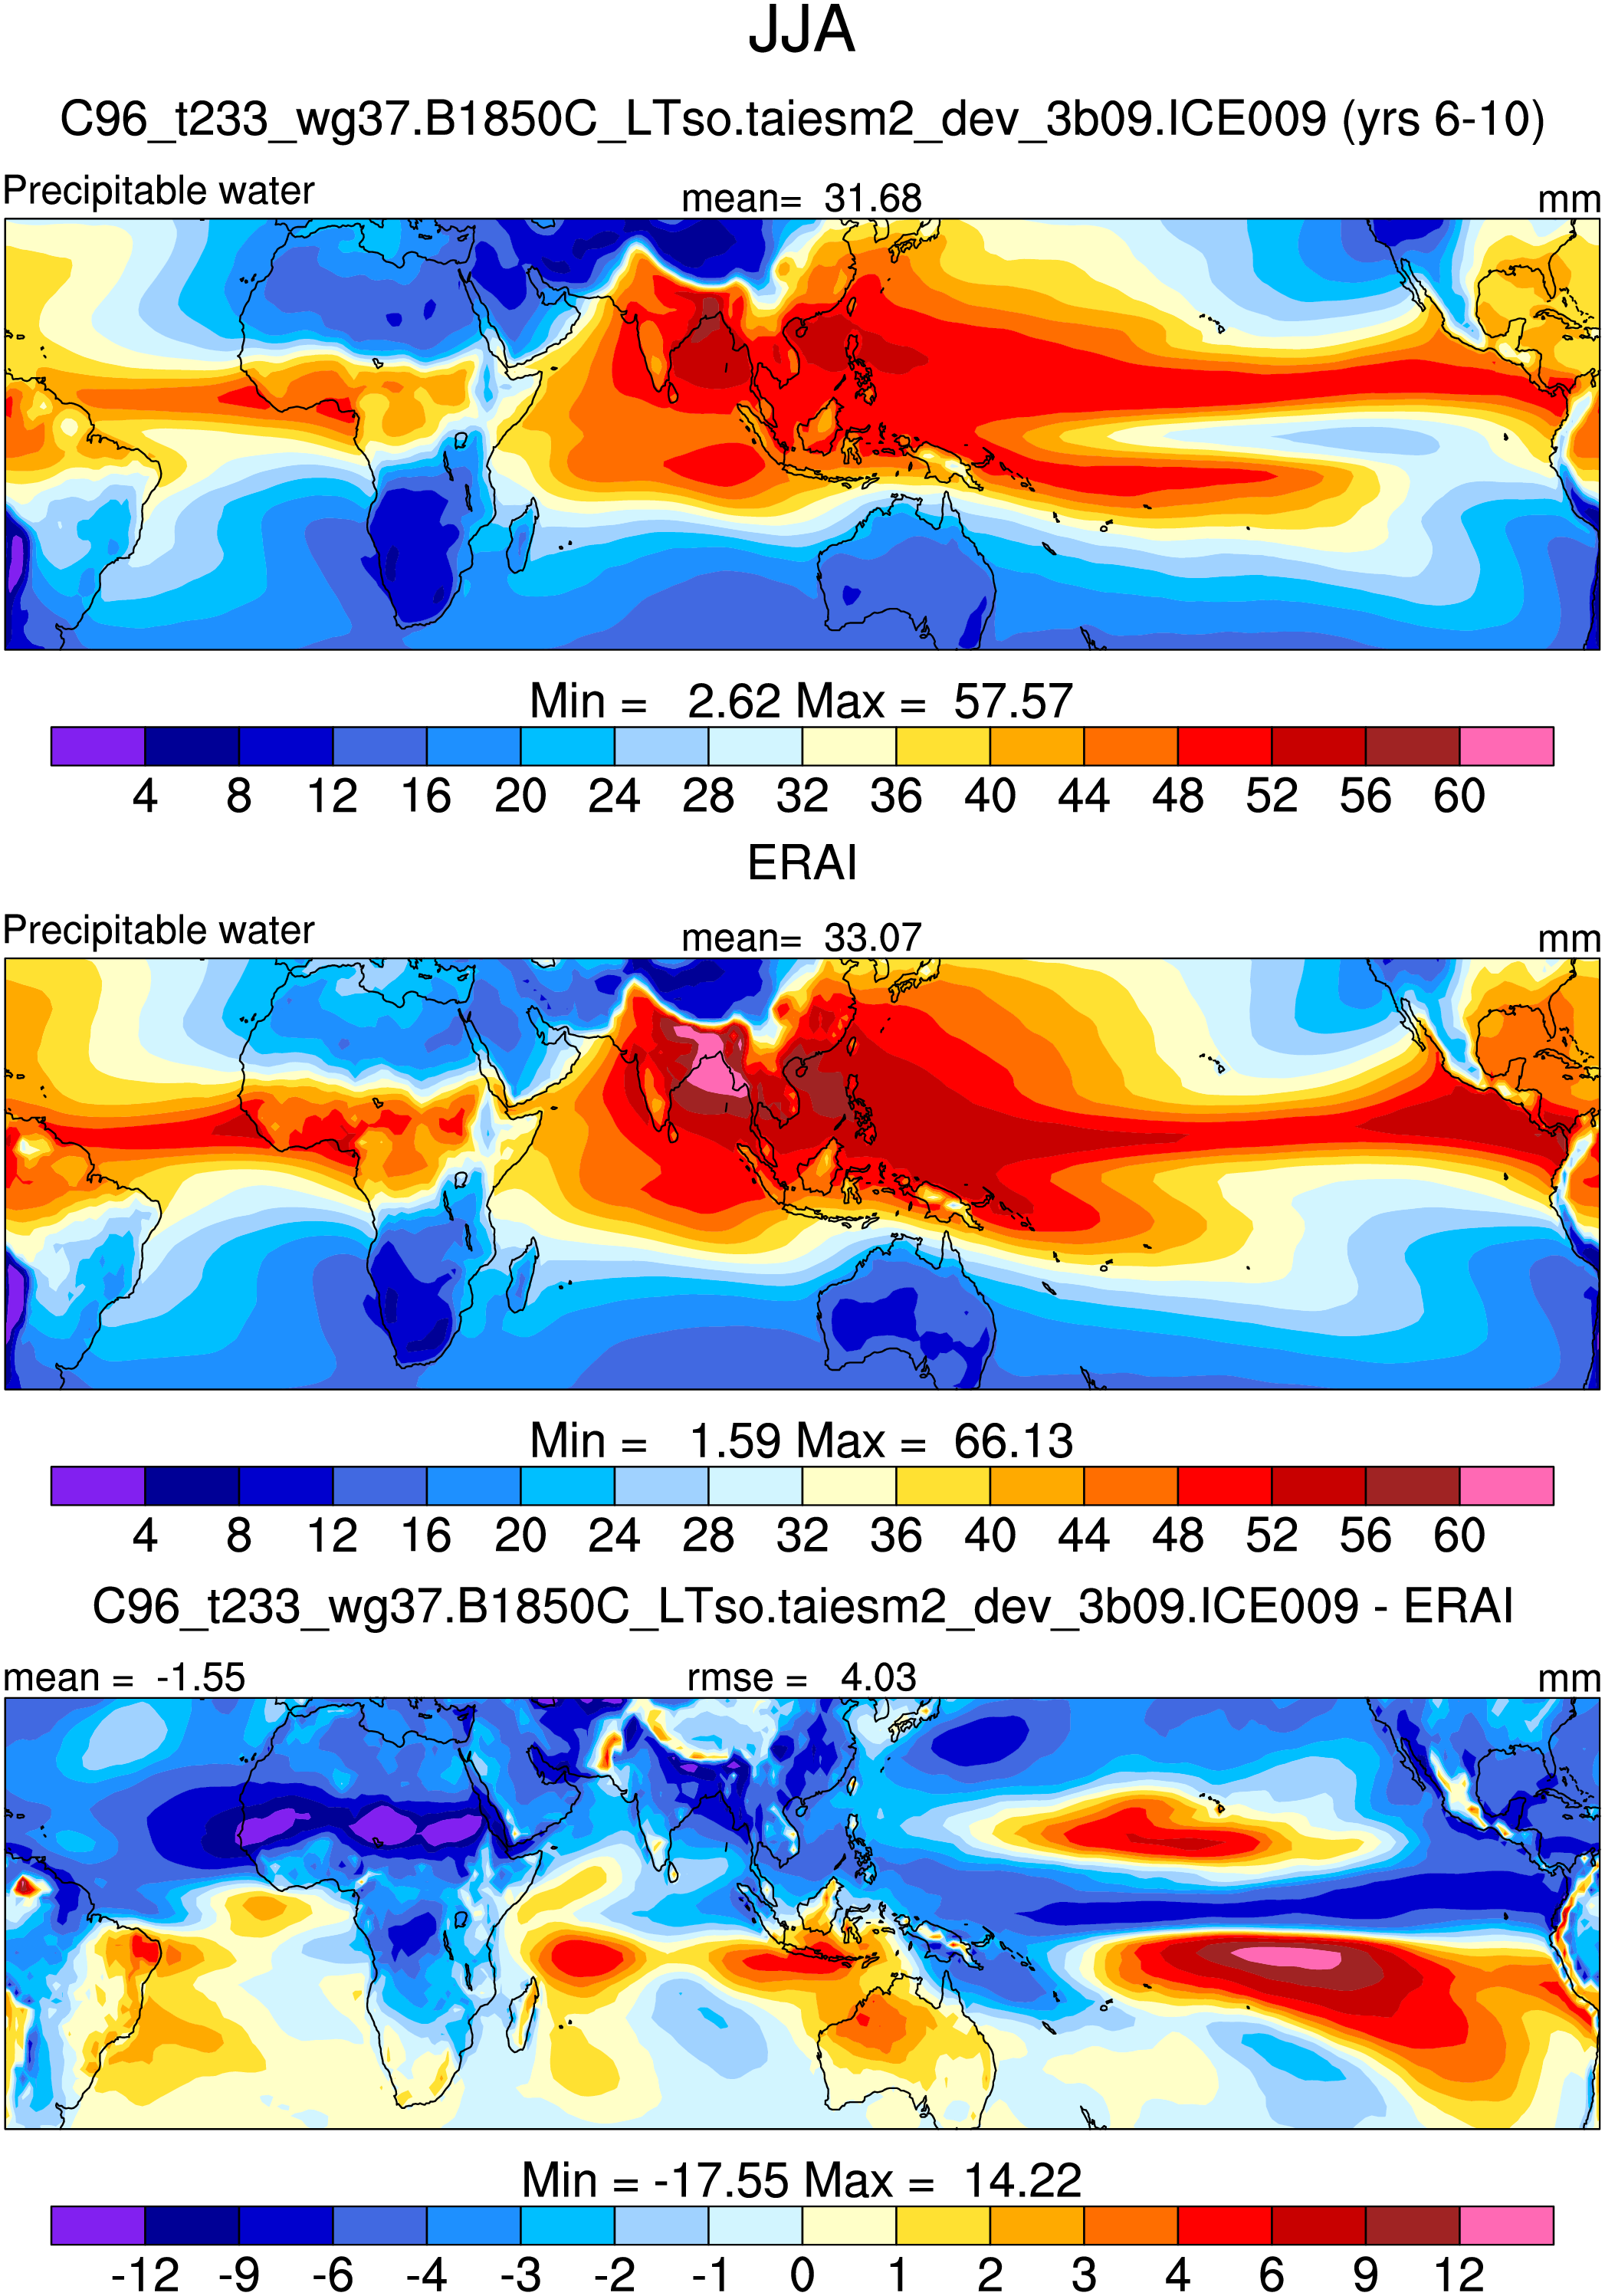 JJA
C96_t233_wg37.B1850C_LTso.taiesm2_dev_3b09.ICE009 (yrs 6-10)
Precipitable water mean= 31.68 mm
Min = 2.62 Max = 57.57
4 8 12 16 20 24 28 32 36 40 44 48 52 56 60
ERAI
Precipitable water mean= 33.07 mm
Min = 1.59 Max = 66.13
4 8 12 16 20 24 28 32 36 40 44 48 52 56 60
C96_t233_wg37.B1850C_LTso.taiesm2_dev_3b09.ICE009 - ERAI
mean = -1.55 rmse = 4.03 mm
Min = -17.55 Max = 14.22
-12 -9 -6 -4 -3 -2 -1 0 1 2 3 4 6 9 12